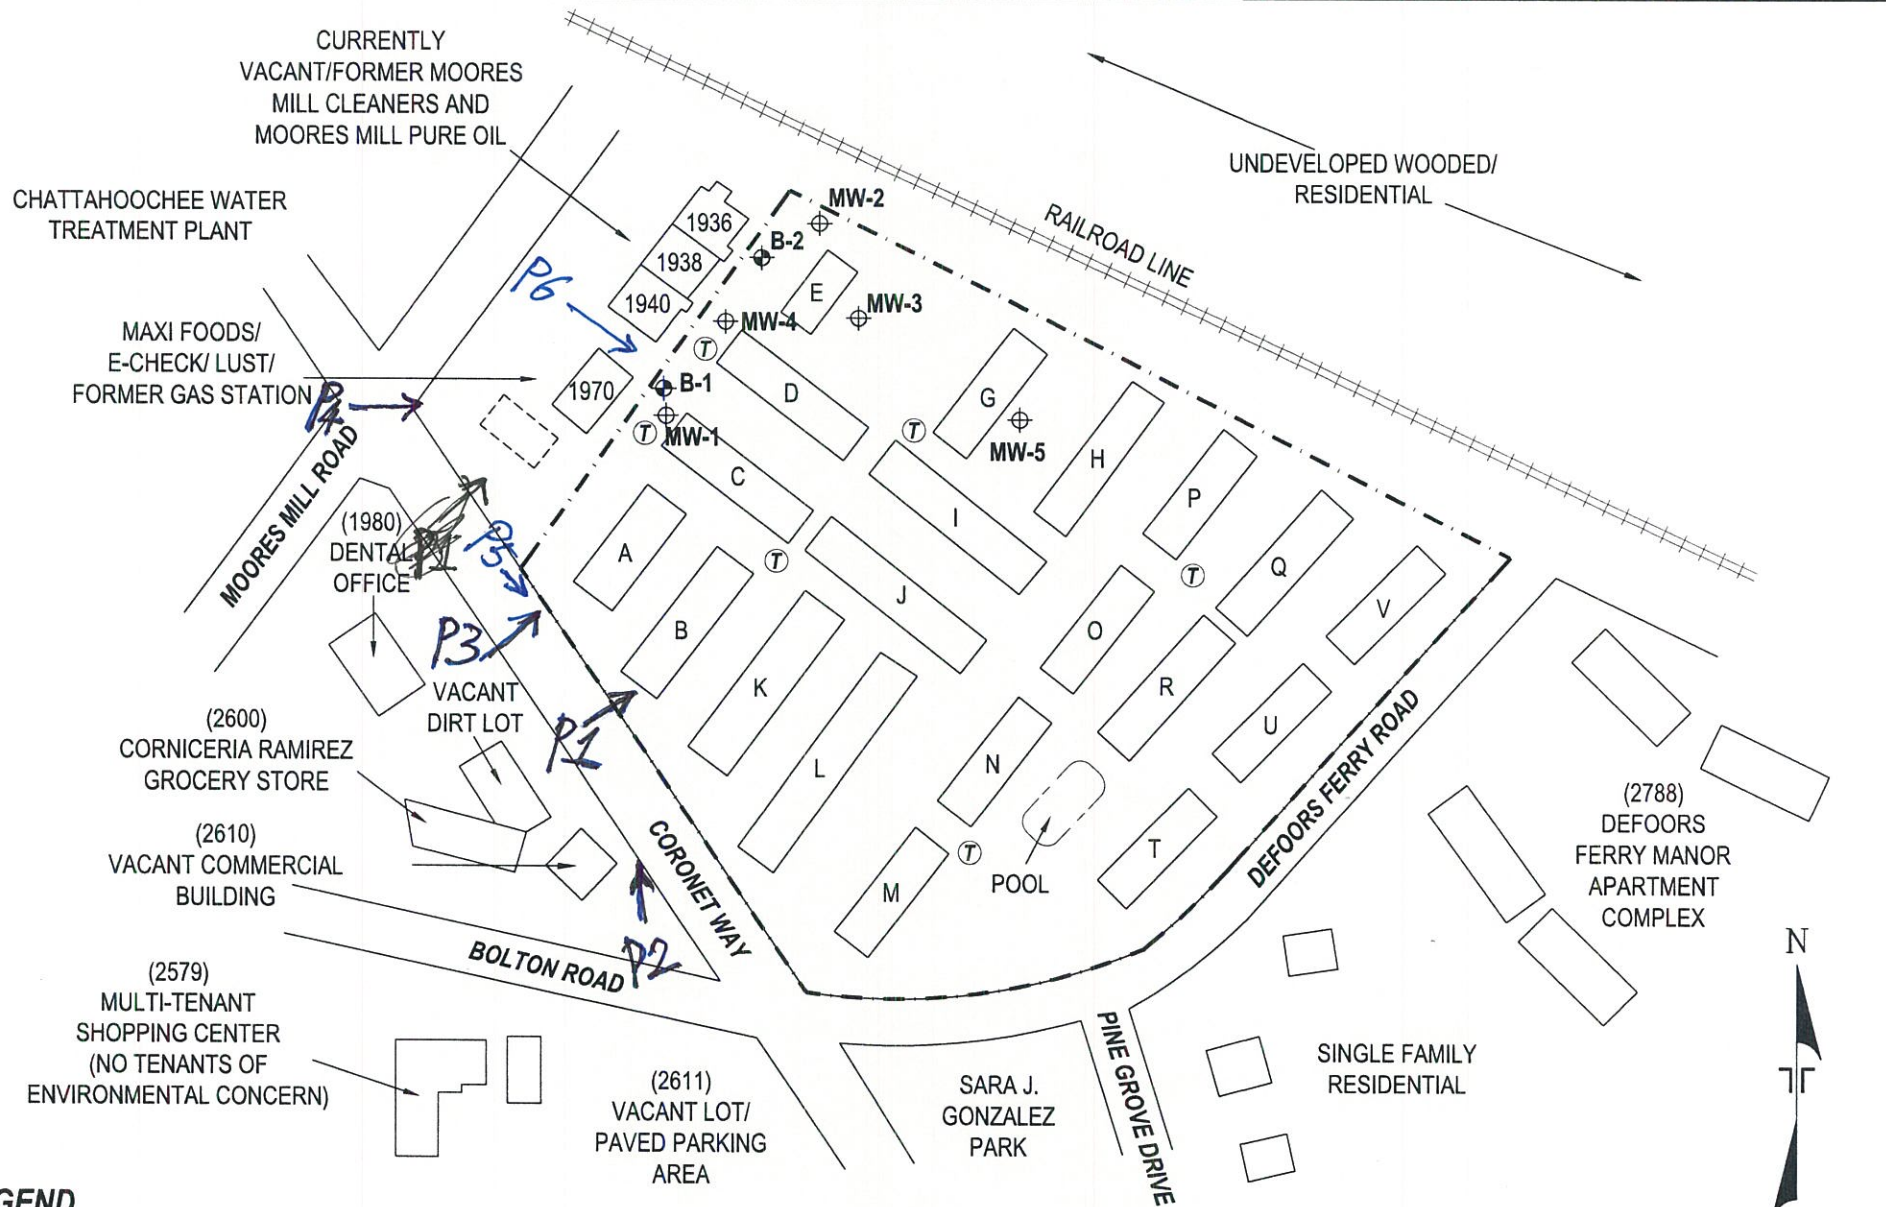 CURRENTLY
VACANT/FORMER MOORES
MILL CLEANERS AND
MOORES MILL PURE OIL
CHATTAHOOCHEE WATER
TREATMENT PLANT
MAXI FOODS/
E-CHECK/ LUST/
FORMER GAS STATION
UNDEVELOPED WOODED/
RESIDENTIAL
RAILROAD LINE
1936
1938
1940
1970
MW-2
B-2
E
MW-3
MW-4
T
B-1
T
MW-1
P6
P4
D
G
T
MW-5
H
P
Q
V
C
I
A
T
J
T
B
K
O
R
U
L
N
T
M
T
POOL
MOORES MILL ROAD
(1980)
DENTAL
OFFICE
P1
P5
P3
VACANT
DIRT LOT
P1
(2600)
CORNICERIA RAMIREZ
GROCERY STORE
(2610)
VACANT COMMERCIAL
BUILDING
CORONET WAY
P2
BOLTON ROAD
DEFOORS FERRY ROAD
(2788)
DEFOORS
FERRY MANOR
APARTMENT
COMPLEX
N
(2579)
MULTI-TENANT
SHOPPING CENTER
(NO TENANTS OF
ENVIRONMENTAL CONCERN)
(2611)
VACANT LOT/
PAVED PARKING
AREA
SARA J.
GONZALEZ
PARK
PINE GROVE DRIVE
SINGLE FAMILY
RESIDENTIAL
GEND